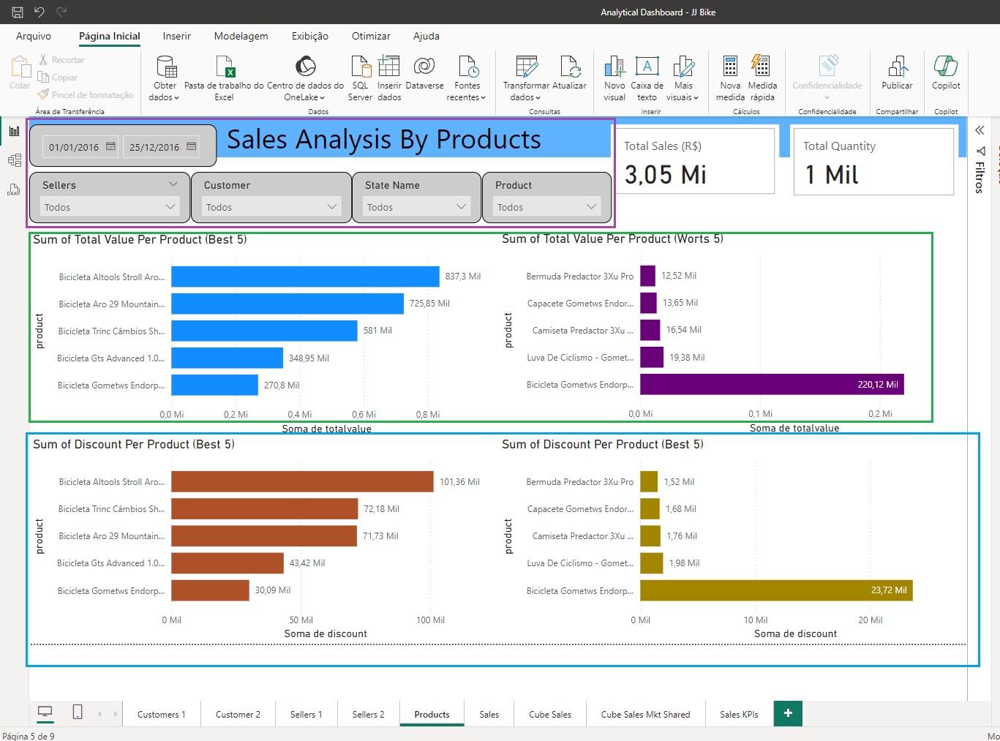 Analytical Dashboard - JJ Bike
Arquivo
Página Inicial
Inserir
Modelagem
Exibição
Otimizar
Ajuda
Colar
Recortar
Copiar
Pincel de formatação
Área de Transferência
Obter
dados
Pasta de trabalho do
Excel
Centro de dados do
OneLake
SQL
Server
Inserir
dados
Dataverse
Fontes
recentes
Dados
Transformar
dados
Atualizar
Consultas
Novo
visual
Caixa de
texto
Mais
visuais
Inserir
Nova
medida
Medida
rápida
Cálculos
Confidencialidade
Confidencialidade
Publicar
Compartilhar
Copilot
Copilot
01/01/2016
25/12/2016
Sales Analysis By Products
Total Sales (R$)
3,05 Mi
Total Quantity
1 Mil
Filtros
Sellers
Todos
Customer
Todos
State Name
Todos
Product
Todos
Sum of Total Value Per Product (Best 5)
product
Bicicleta Altools Stroll Aro...
837,3 Mil
Bicicleta Aro 29 Mountain...
725,85 Mil
Bicicleta Trinc Câmbios Sh...
581 Mil
Bicicleta Gts Advanced 1.0...
348,95 Mil
Bicicleta Gometws Endorp...
270,8 Mil
0,0 Mi
0,2 Mi
0,4 Mi
0,6 Mi
0,8 Mi
Soma de totalvalue
Sum of Total Value Per Product (Worts 5)
product
Bermuda Predactor 3Xu Pro
12,52 Mil
Capacete Gometws Endor...
13,65 Mil
Camiseta Predactor 3Xu ...
16,54 Mil
Luva De Ciclismo - Gomet...
19,38 Mil
Bicicleta Gometws Endorp...
220,12 Mil
0,0 Mi
0,1 Mi
0,2 Mi
Soma de totalvalue
Sum of Discount Per Product (Best 5)
product
Bicicleta Altools Stroll Aro...
101,36 Mil
Bicicleta Trinc Câmbios Sh...
72,18 Mil
Bicicleta Aro 29 Mountain...
71,73 Mil
Bicicleta Gts Advanced 1.0...
43,42 Mil
Bicicleta Gometws Endorp...
30,09 Mil
0 Mil
50 Mil
100 Mil
Soma de discount
Sum of Discount Per Product (Best 5)
product
Bermuda Predactor 3Xu Pro
1,52 Mil
Capacete Gometws Endor...
1,68 Mil
Camiseta Predactor 3Xu ...
1,76 Mil
Luva De Ciclismo - Gomet...
1,98 Mil
Bicicleta Gometws Endorp...
23,72 Mil
0 Mil
10 Mil
20 Mil
Soma de discount
Customers 1
Customer 2
Sellers 1
Sellers 2
Products
Sales
Cube Sales
Cube Sales Mkt Shared
Sales KPIs
Página 5 de 9